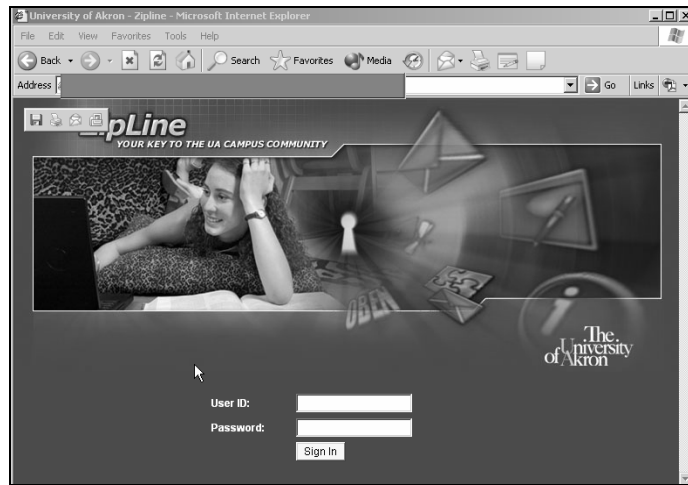 University of Akron - Zipline - Microsoft Internet Explorer
File Edit View Favorites Tools Help
Back Search Favorites Media
Address Go Links
pLine
YOUR KEY TO THE UA CAMPUS COMMUNITY
OPEN
The
University
of Akron
User ID:
Password:
Sign In